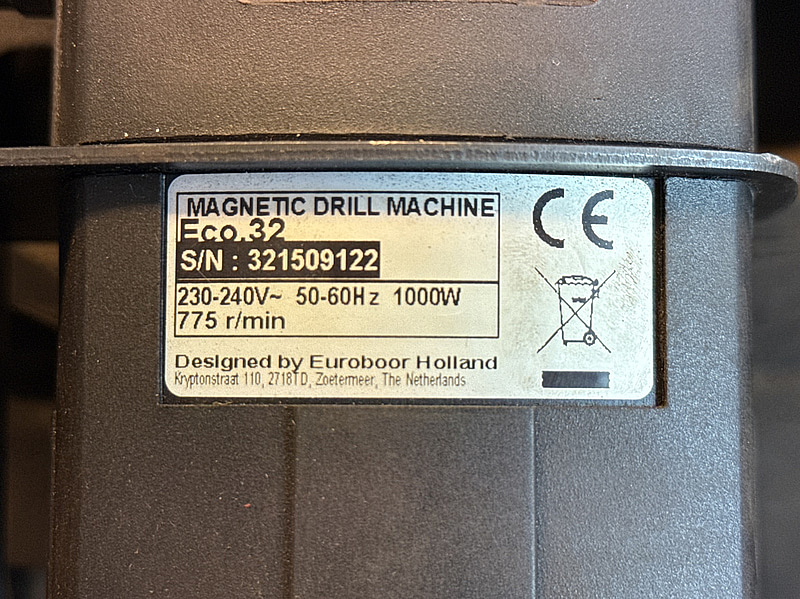 MAGNETIC DRILL MACHINE
Eco.32
S/N : 321509122
230-240V~ 50-60Hz 1000W
775 r/min
Designed by Euroboor Holland
Kryptonstraat 110, 2718TD, Zoetermeer, The Netherlands
CE